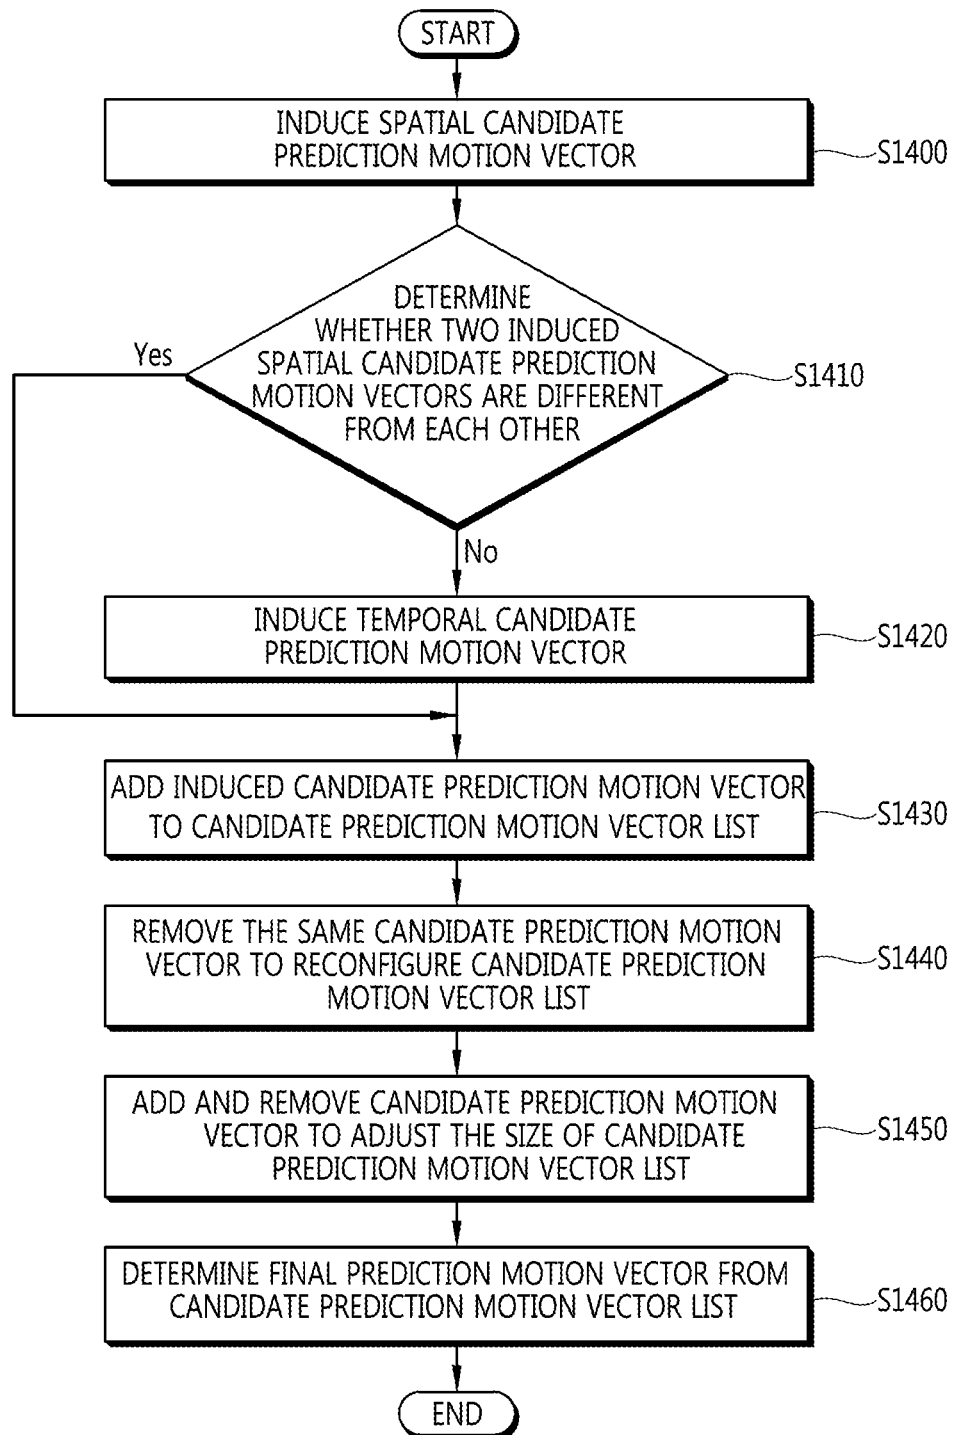 START
INDUCE SPATIAL CANDIDATE
PREDICTION MOTION VECTOR
S1400
DETERMINE
WHETHER TWO INDUCED
SPATIAL CANDIDATE PREDICTION
MOTION VECTORS ARE DIFFERENT
FROM EACH OTHER
Yes
S1410
No
INDUCE TEMPORAL CANDIDATE
PREDICTION MOTION VECTOR
S1420
ADD INDUCED CANDIDATE PREDICTION MOTION VECTOR
TO CANDIDATE PREDICTION MOTION VECTOR LIST
S1430
REMOVE THE SAME CANDIDATE PREDICTION MOTION
VECTOR TO RECONFIGURE CANDIDATE PREDICTION
MOTION VECTOR LIST
S1440
ADD AND REMOVE CANDIDATE PREDICTION MOTION
VECTOR TO ADJUST THE SIZE OF CANDIDATE
PREDICTION MOTION VECTOR LIST
S1450
DETERMINE FINAL PREDICTION MOTION VECTOR FROM
CANDIDATE PREDICTION MOTION VECTOR LIST
S1460
END